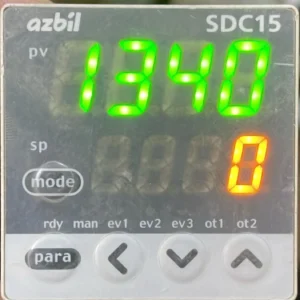 azbil SDC15
pv 1340
sp 0
mode
rdy man ev1 ev2 ev3 ot1 ot2
para